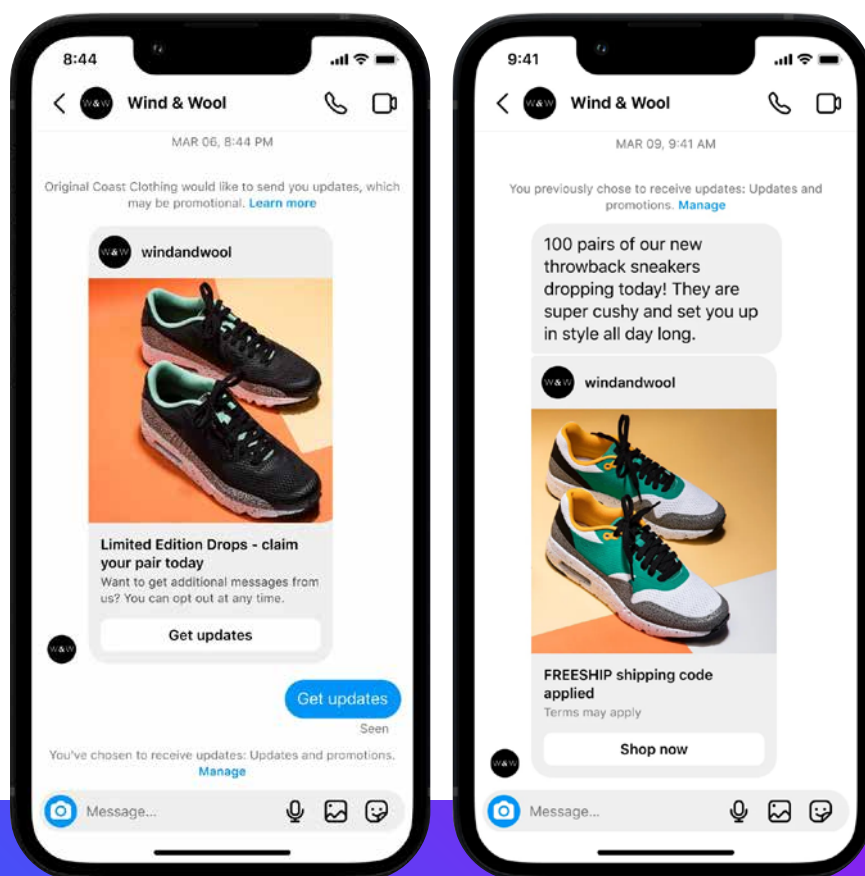 8:44
W&W
Wind & Wool
MAR 06, 8:44 PM
Original Coast Clothing would like to send you updates, which
may be promotional. Learn more
W&W
windandwool
Limited Edition Drops - claim
your pair today
Want to get additional messages from
us? You can opt out at any time.
Get updates
W&W
Get updates
Seen
You've chosen to receive updates: Updates and promotions.
Manage
Message...
9:41
W&W
Wind & Wool
MAR 09, 9:41 AM
You previously chose to receive updates: Updates and
promotions. Manage
100 pairs of our new
throwback sneakers
dropping today! They are
super cushy and set you up
in style all day long.
W&W
windandwool
FREESHIP shipping code
applied
Terms may apply
Shop now
W&W
Message...